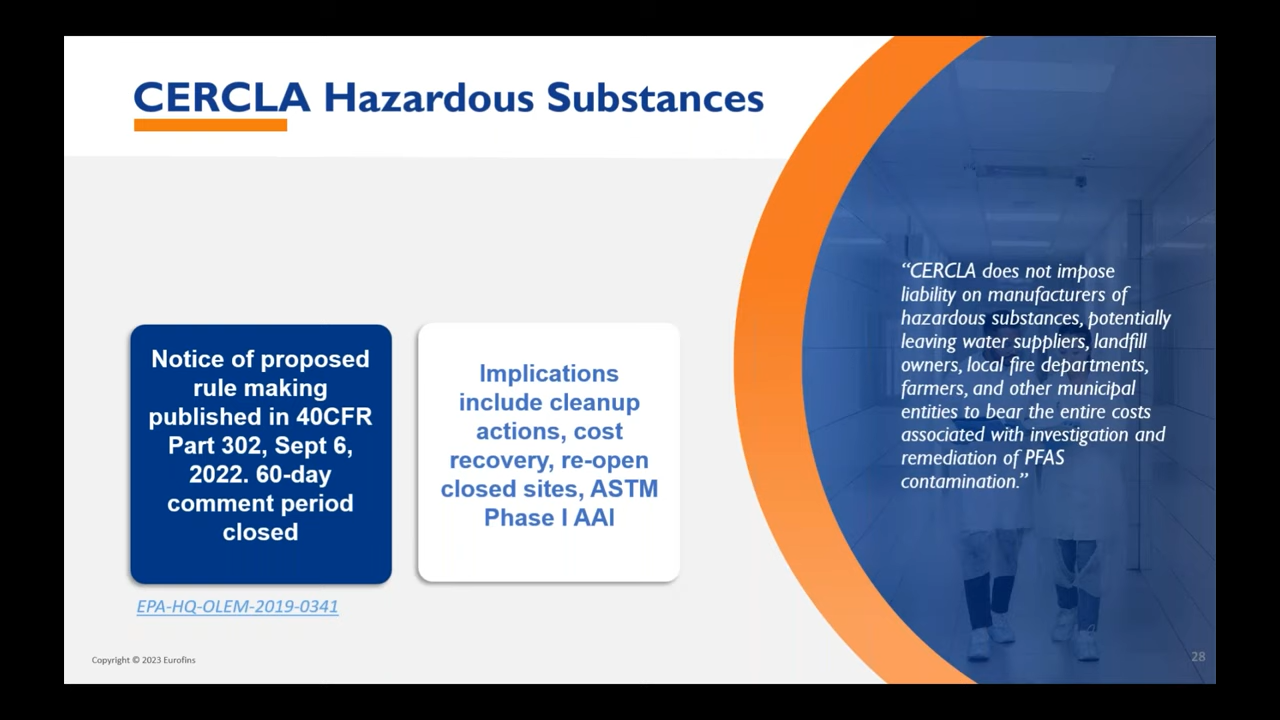 CERCLA Hazardous Substances
Notice of proposed
rule making
published in 40CFR
Part 302, Sept 6,
2022. 60-day
comment period
closed
Implications
include cleanup
actions, cost
recovery, re-open
closed sites, ASTM
Phase I AAI
EPA-HQ-OLEM-2019-0341
“CERCLA does not impose
liability on manufacturers of
hazardous substances, potentially
leaving water suppliers, landfill
owners, local fire departments,
farmers, and other municipal
entities to bear the entire costs
associated with investigation and
remediation of PFAS
contamination.”
Copyright © 2023 Eurofins
28